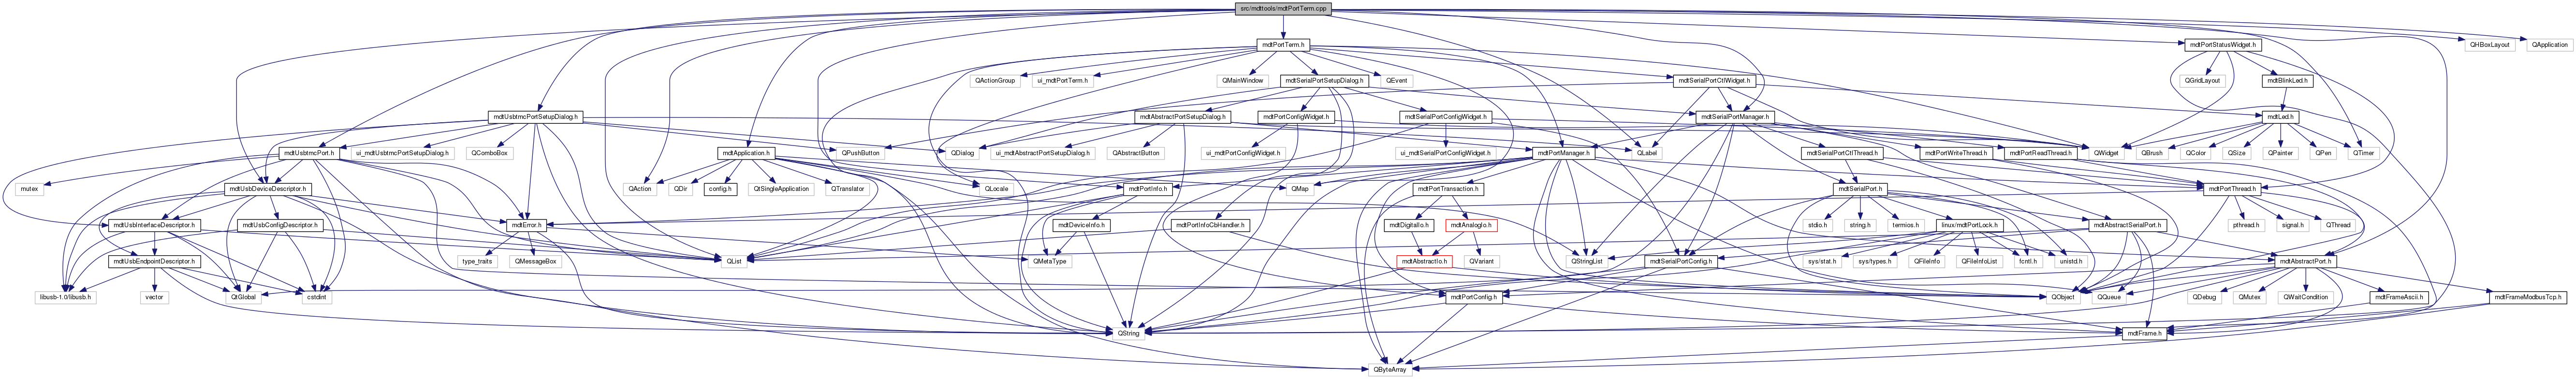 src/mdttools/mdtPortTerm.cpp
mdtPortTerm.h
mdtPortStatusWidget.h
QHBoxLayout
QApplication
QActionGroup
ui_mdtPortTerm.h
QMainWindow
mdtSerialPortSetupDialog.h
QEvent
mdtSerialPortCtlWidget.h
QGridLayout
mdtBlinkLed.h
mdtUsbtmcPortSetupDialog.h
mdtAbstractPortSetupDialog.h
mdtPortConfigWidget.h
mdtSerialPortConfigWidget.h
mdtSerialPortManager.h
mdtLed.h
mdtUsbtmcPort.h
ui_mdtUsbtmcPortSetupDialog.h
QComboBox
mdtApplication.h
QPushButton
QDialog
ui_mdtAbstractPortSetupDialog.h
QAbstractButton
QLabel
ui_mdtPortConfigWidget.h
ui_mdtSerialPortConfigWidget.h
mdtPortManager.h
mdtSerialPortCtlThread.h
mdtPortWriteThread.h
mdtPortReadThread.h
QWidget
QBrush
QColor
QSize
QPainter
QPen
QTimer
mutex
mdtUsbDeviceDescriptor.h
QAction
QDir
config.h
QtSingleApplication
QTranslator
QLocale
mdtPortInfo.h
QMap
mdtPortTransaction.h
mdtSerialPort.h
mdtPortThread.h
mdtUsbInterfaceDescriptor.h
mdtUsbConfigDescriptor.h
mdtError.h
mdtDeviceInfo.h
mdtPortInfoCbHandler.h
mdtDigitalIo.h
mdtAnalogIo.h
stdio.h
string.h
termios.h
linux/mdtPortLock.h
mdtAbstractSerialPort.h
pthread.h
signal.h
QThread
mdtUsbEndpointDescriptor.h
type_traits
QMessageBox
QList
QMetaType
mdtAbstractIo.h
QVariant
QStringList
mdtSerialPortConfig.h
sys/stat.h
sys/types.h
QFileInfo
QFileInfoList
fcntl.h
unistd.h
mdtAbstractPort.h
libusb-1.0/libusb.h
vector
QtGlobal
cstdint
mdtPortConfig.h
QObject
QQueue
QDebug
QMutex
QWaitCondition
mdtFrameAscii.h
mdtFrameModbusTcp.h
QString
mdtFrame.h
QByteArray